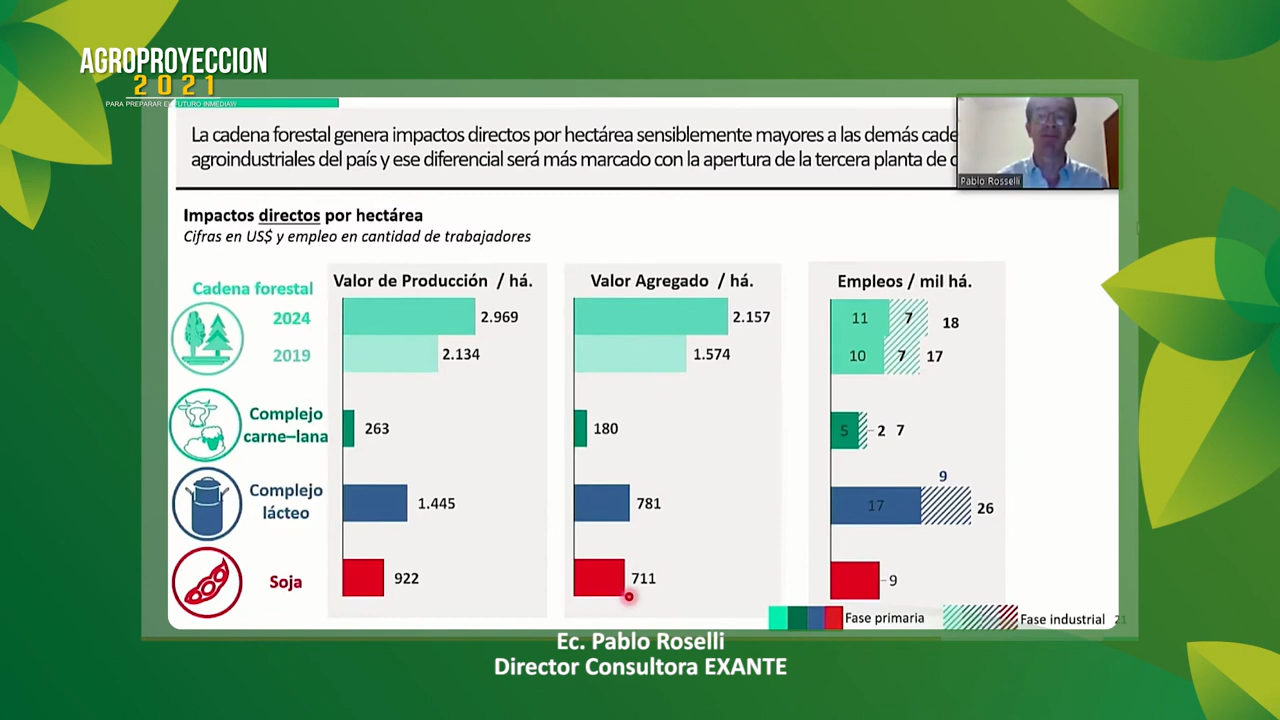 AGROPROYECCION
2021
La cadena forestal genera impactos directos por hectárea sensiblemente mayores a las demás
agroindustriales del país y ese diferencial será más marcado con la apertura de la tercera planta de
Pablo Rosselli
Impactos directos por hectárea
Cifras en US$ y empleo en cantidad de trabajadores
Cadena forestal
2024
2019
Complejo
carne–lana
Complejo
lácteo
Soja
Valor de Producción / há.
2.969
2.134
263
1.445
922
Valor Agregado / há.
2.157
1.574
180
781
711
Empleos / mil há.
11 7 18
10 7 17
5 2 7
9
17 26
9
Fase primaria
Fase industrial 21
Ec. Pablo Roselli
Director Consultora EXANTE